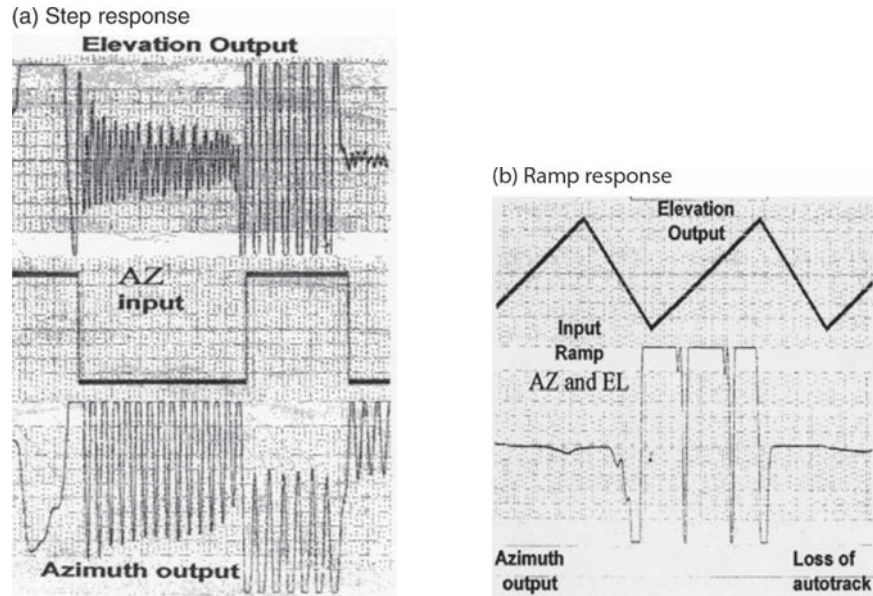 (a) Step response
Elevation Output
AZ
input
Azimuth output
(b) Ramp response
Elevation
Output
Input
Ramp
AZ and EL
Azimuth
output
Loss of
autotrack